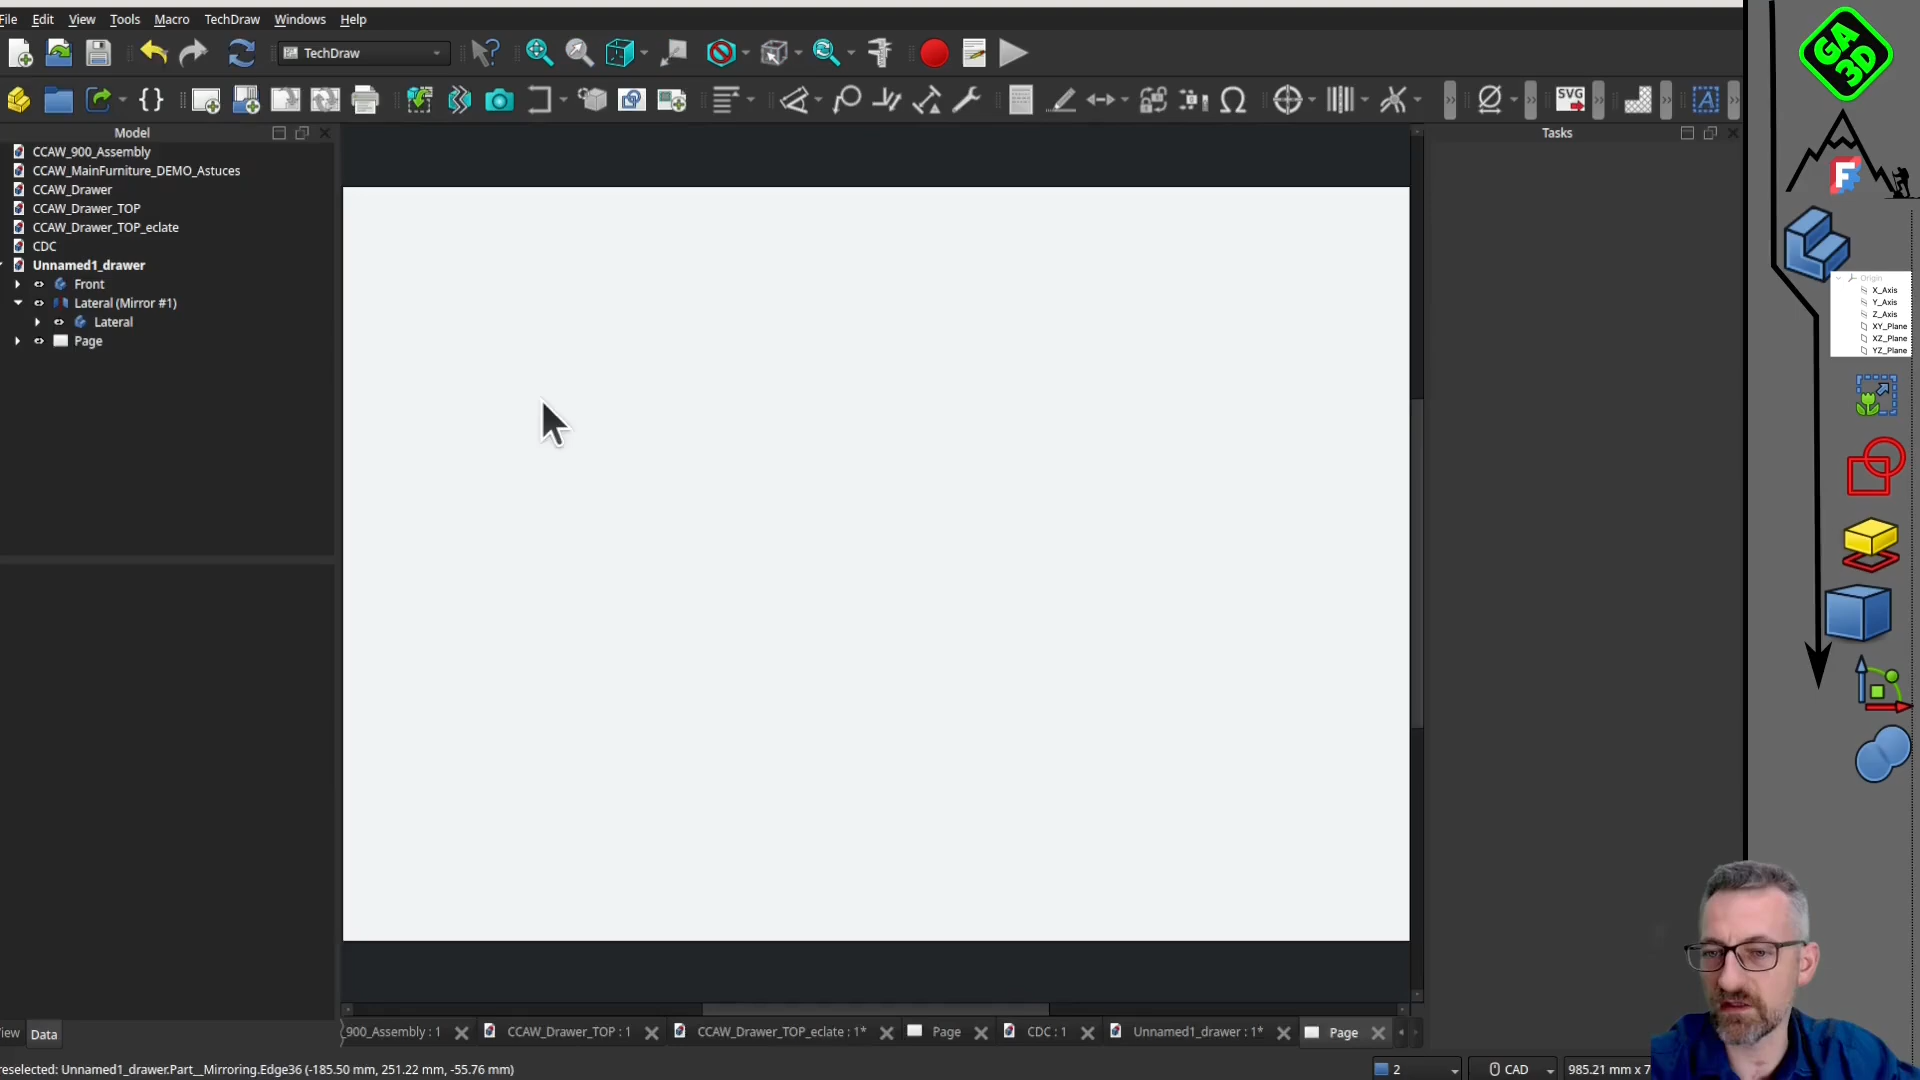 File Edit View Tools Macro TechDraw Windows Help
TechDraw
SVG
A
Model
Tasks
CCAW_900_Assembly
CCAW_MainFurniture_DEMO_Astuces
CCAW_Drawer
CCAW_Drawer_TOP
CCAW_Drawer_TOP_eclate
CDC
Unnamed1_drawer
Front
Lateral (Mirror #1)
Lateral
Page
GA
3D
F
Origin
X_Axis
Y_Axis
Z_Axis
XY_Plane
XZ_Plane
YZ_Plane
iew Data
900_Assembly : 1 CCAW_Drawer_TOP : 1 CCAW_Drawer_TOP_eclate : 1* Page CDC : 1 Unnamed1_drawer : 1* Page
reselected: Unnamed1_drawer.Part__Mirroring.Edge36 (-185.50 mm, 251.22 mm, -55.76 mm)
2 CAD 985.21 mm x 7